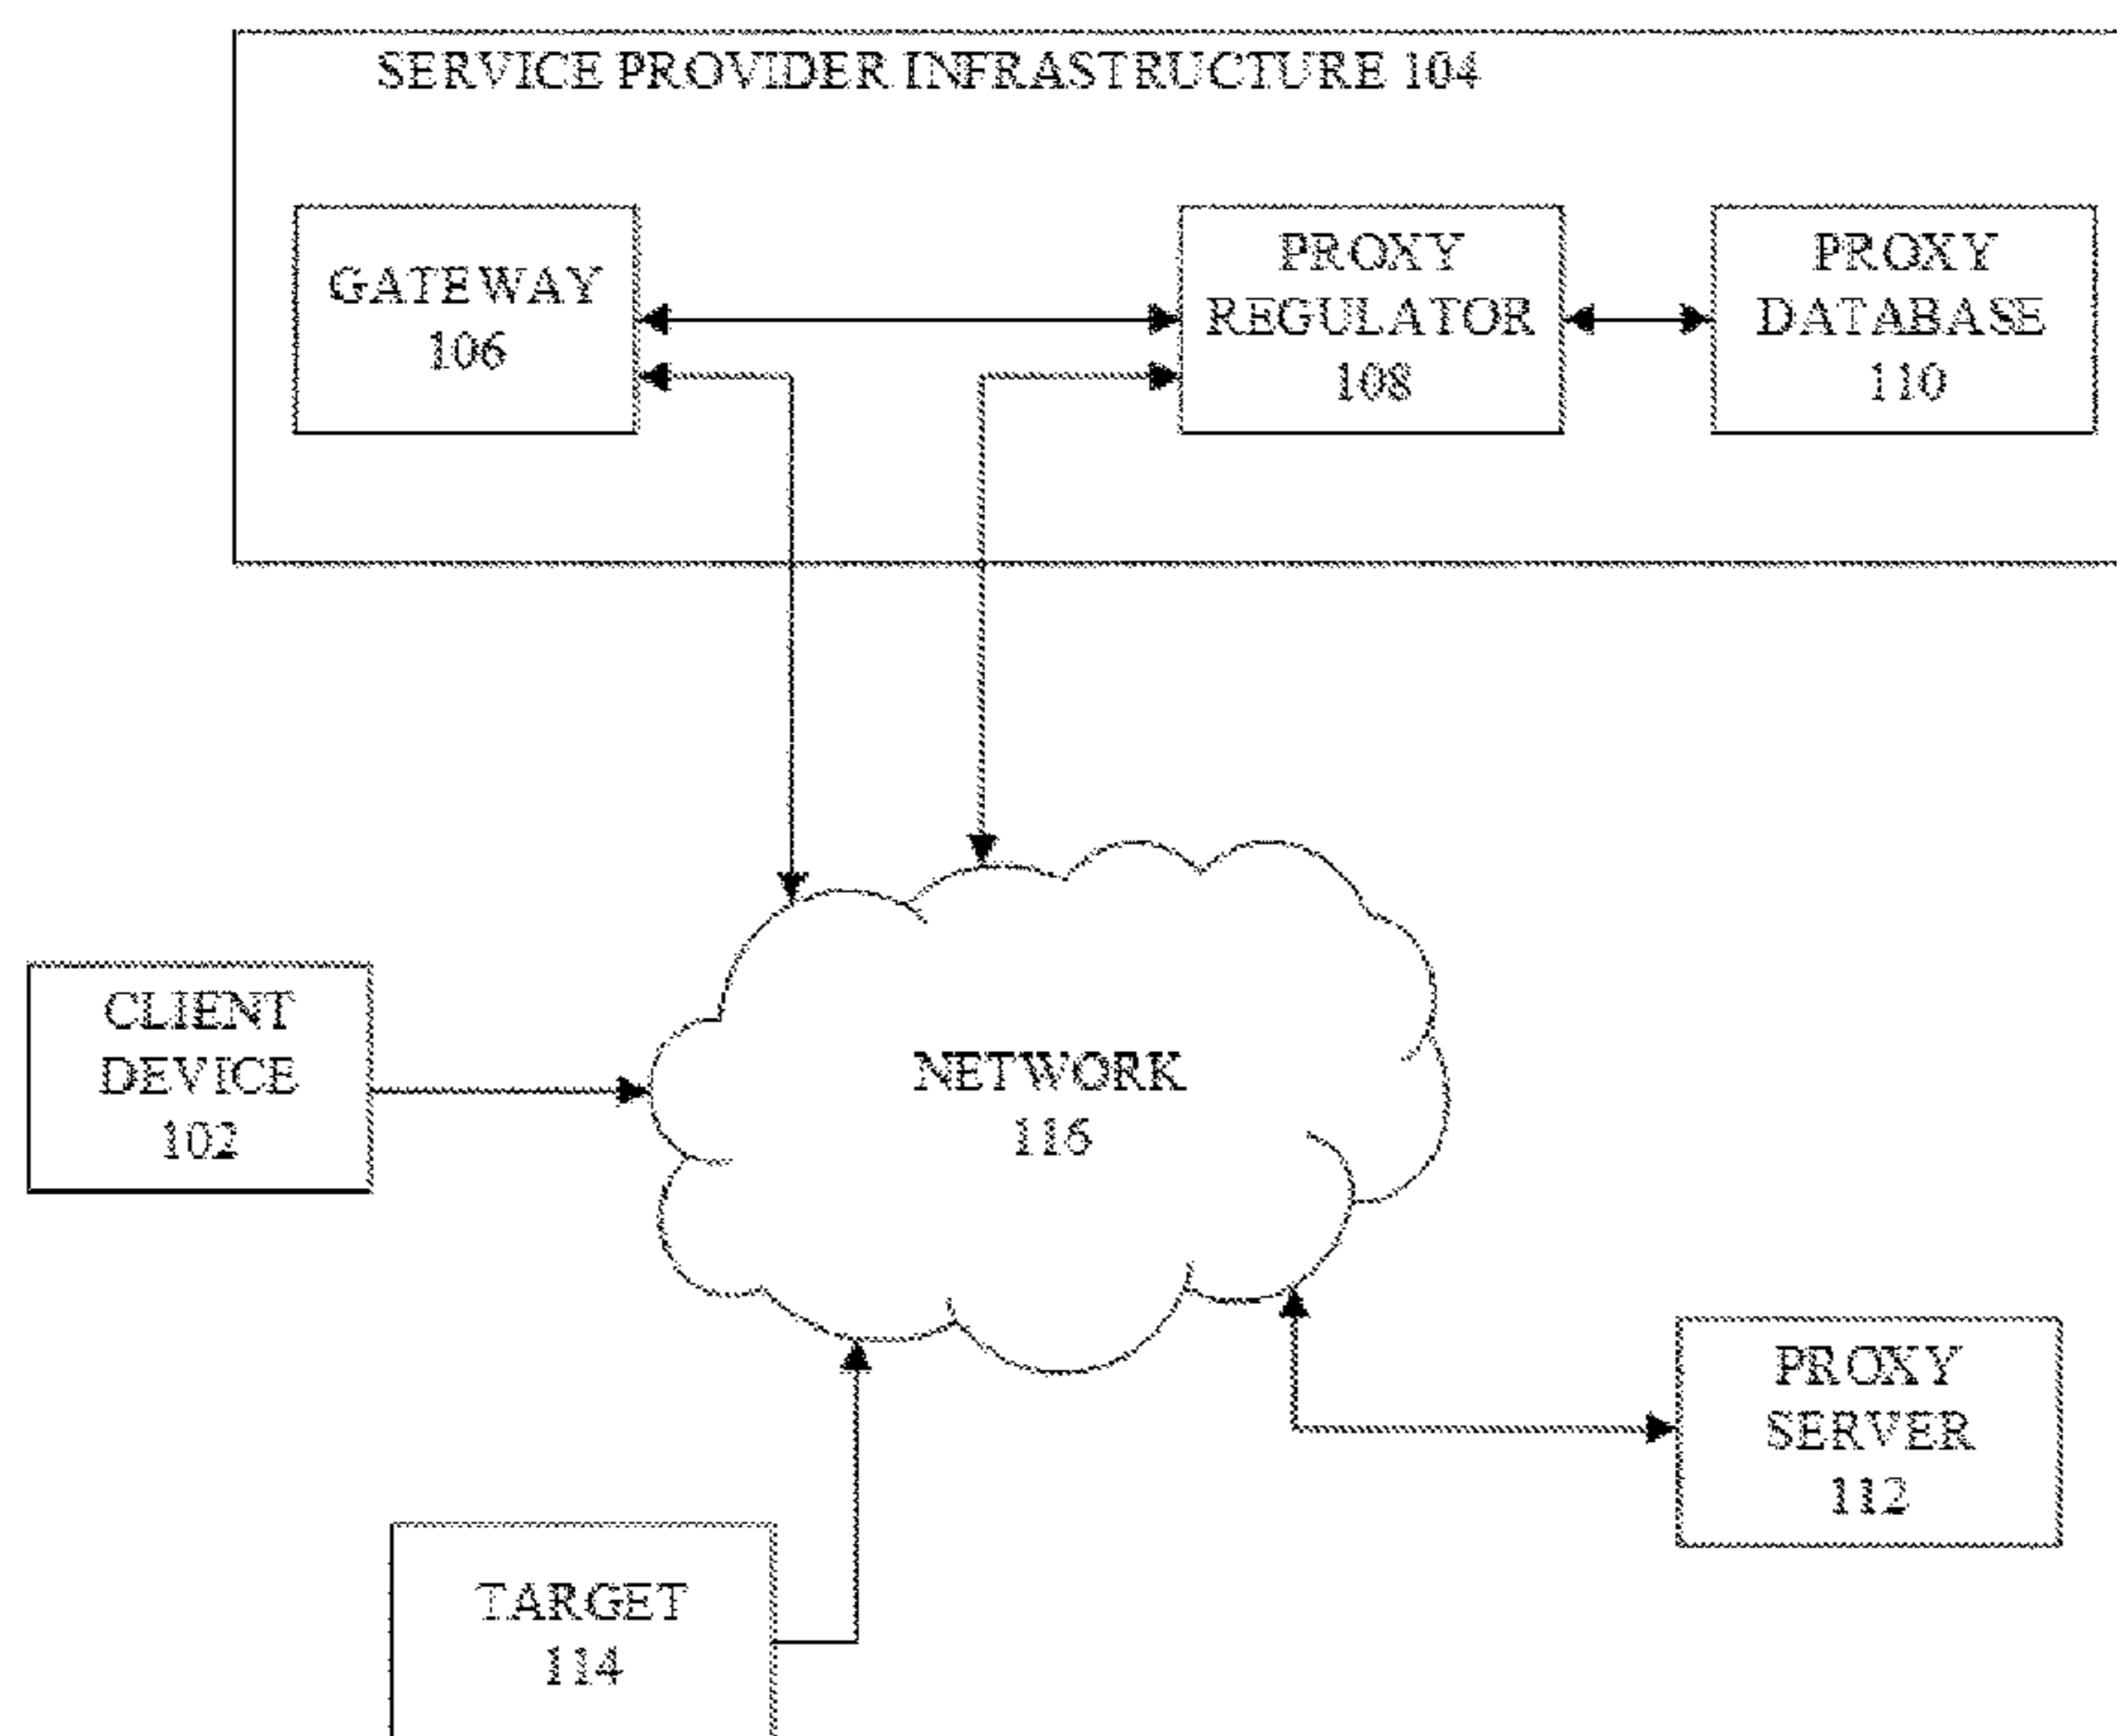 SERVICE PROVIDER INFRASTRUCTURE 104
GATEWAY
106
PROXY
REGULATOR
108
PROXY
DATABASE
110
CLIENT
DEVICE
102
NETWORK
116
PROXY
SERVER
112
TARGET
114